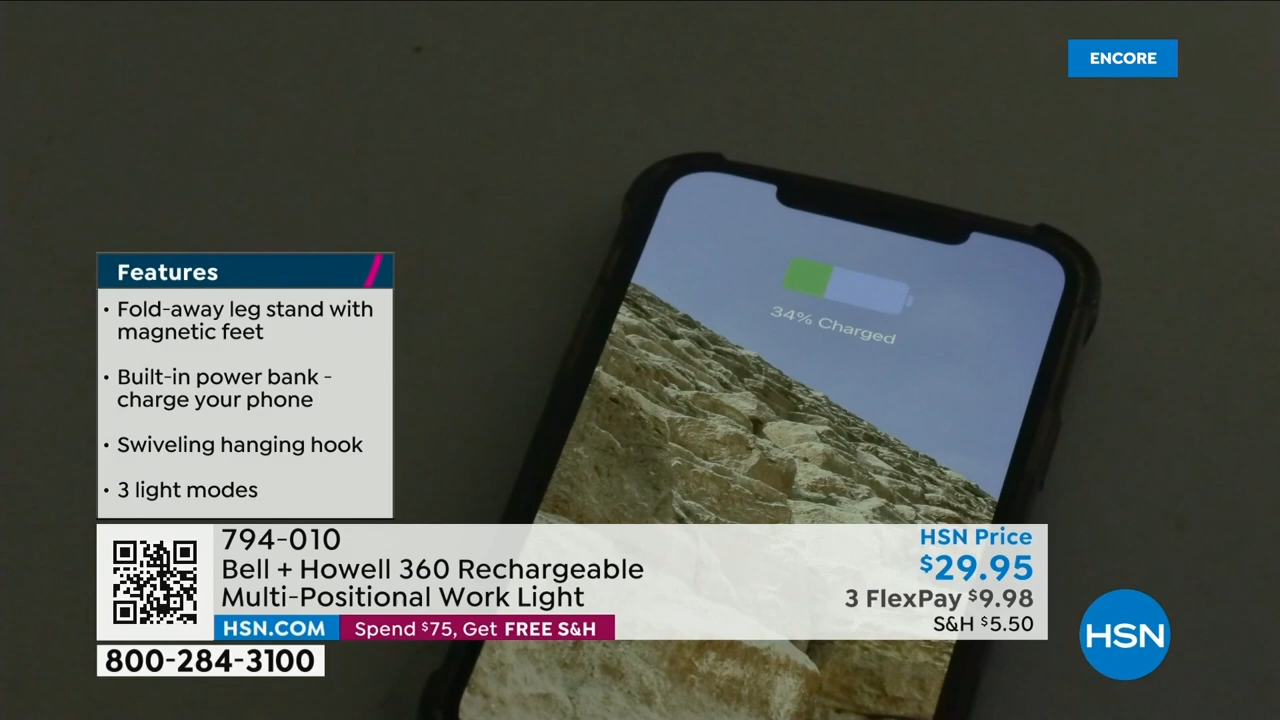 ENCORE
34% Charged
Features
• Fold-away leg stand with
magnetic feet
• Built-in power bank -
charge your phone
• Swiveling hanging hook
• 3 light modes
794-010
Bell + Howell 360 Rechargeable
Multi-Positional Work Light
HSN.COM
Spend $75, Get FREE S&H
HSN Price
$29.95
3 FlexPay $9.98
S&H $5.50
800-284-3100
HSN